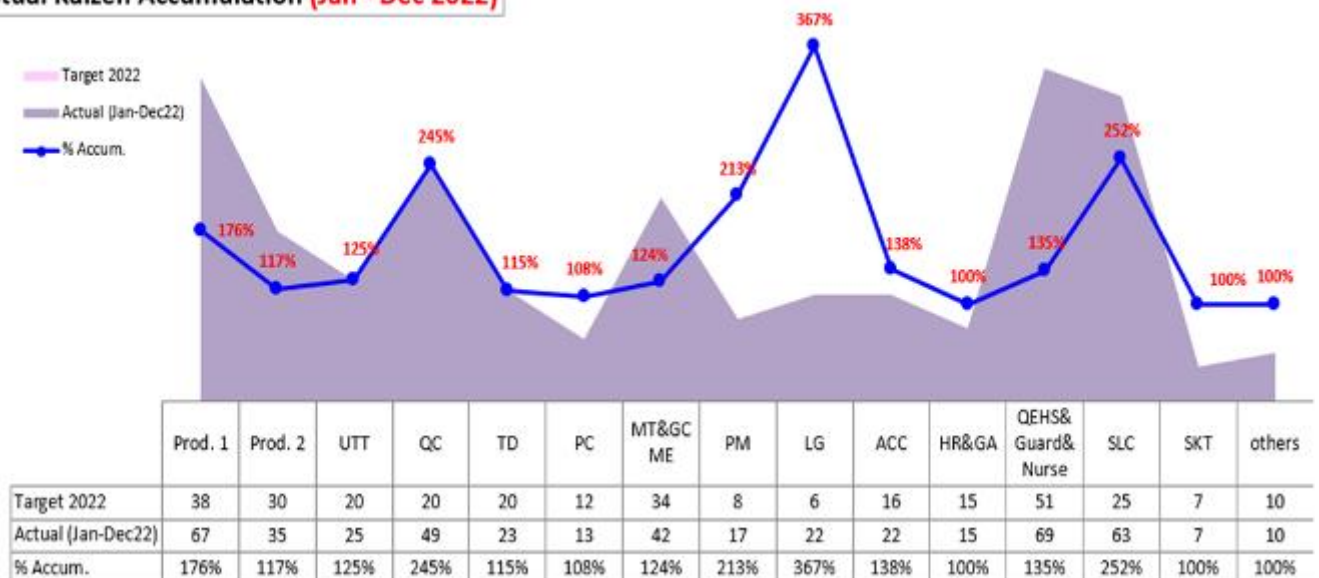 Kaizen Accumulation (Jan - Dec 2022)
367%
Target 2022
Actual (Jan-Dec22)
% Accum.
245%
252%
213%
176%
117%
125%
115%
108%
124%
138%
100%
135%
100%
100%
Prod. 1 Prod. 2 UTT QC TD PC MT&GC ME PM LG ACC HR&GA QEHS& Guard& Nurse SLC SKT others
Target 2022 38 30 20 20 20 12 34 8 6 16 15 51 25 7 10
Actual (Jan-Dec22) 67 35 25 49 23 13 42 17 22 22 15 69 63 7 10
% Accum. 176% 117% 125% 245% 115% 108% 124% 213% 367% 138% 100% 135% 252% 100% 100%